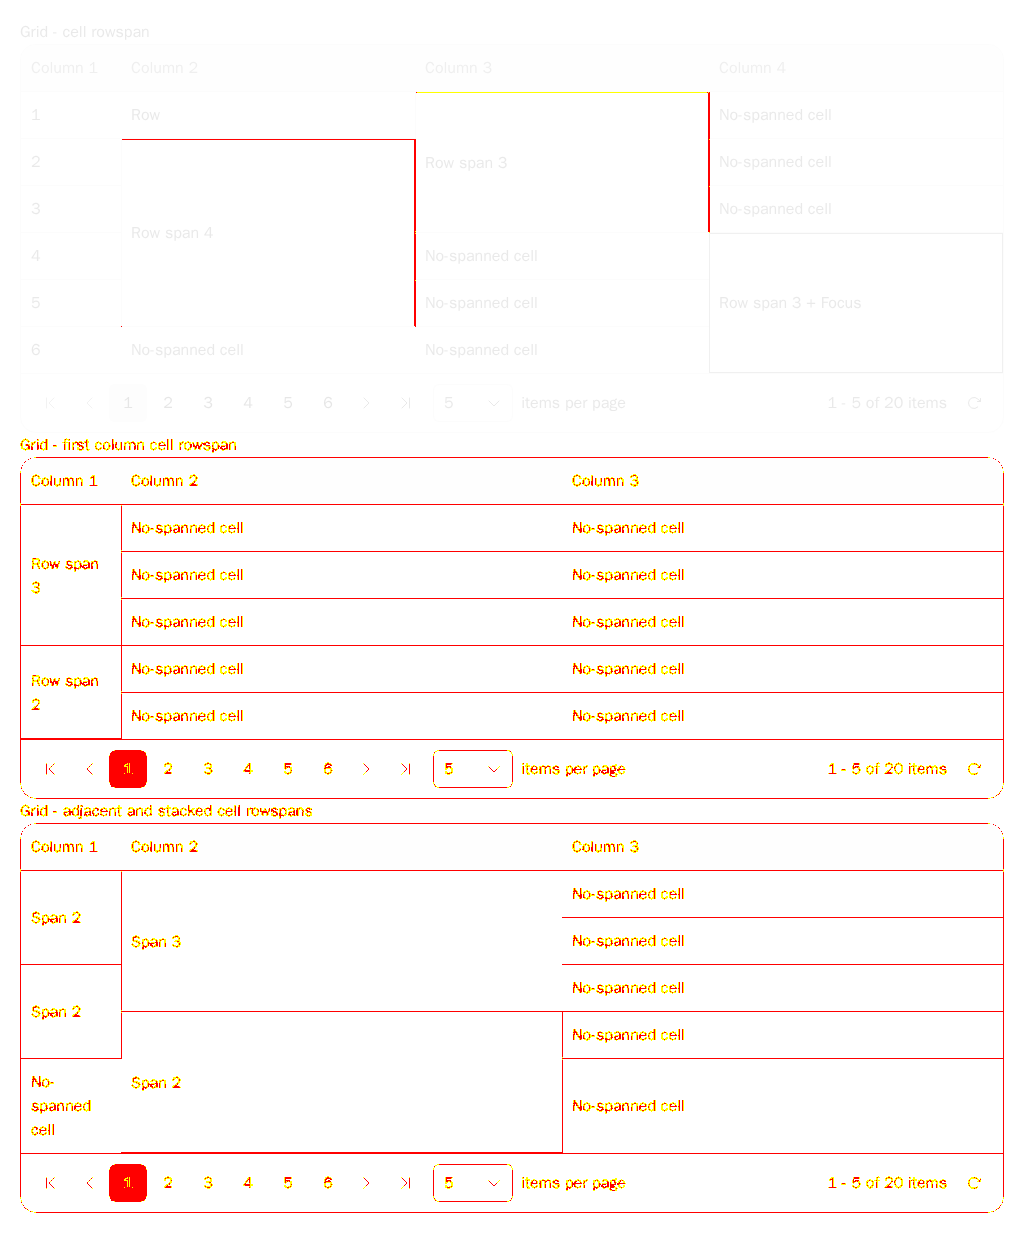 Grid - cell rowspan
Column 1 Column 2 Column 3 Column 4
1 Row No-spanned cell
2 Row span 3 No-spanned cell
3 No-spanned cell
Row span 4
4 No-spanned cell
5 No-spanned cell Row span 3 + Focus
6 No-spanned cell No-spanned cell
1 2 3 4 5 6 5 items per page 1 - 5 of 20 items
Grid - first column cell rowspan
Column 1 Column 2 Column 3
No-spanned cell No-spanned cell
Row span
3
No-spanned cell No-spanned cell
No-spanned cell No-spanned cell
Row span
2
No-spanned cell No-spanned cell
No-spanned cell No-spanned cell
1 2 3 4 5 6 5 items per page 1 - 5 of 20 items
Grid - adjacent and stacked cell rowspans
Column 1 Column 2 Column 3
No-spanned cell
Span 2
Span 3 No-spanned cell
No-spanned cell
Span 2
No-spanned cell
No-
spanned
cell
Span 2
No-spanned cell
1 2 3 4 5 6 5 items per page 1 - 5 of 20 items